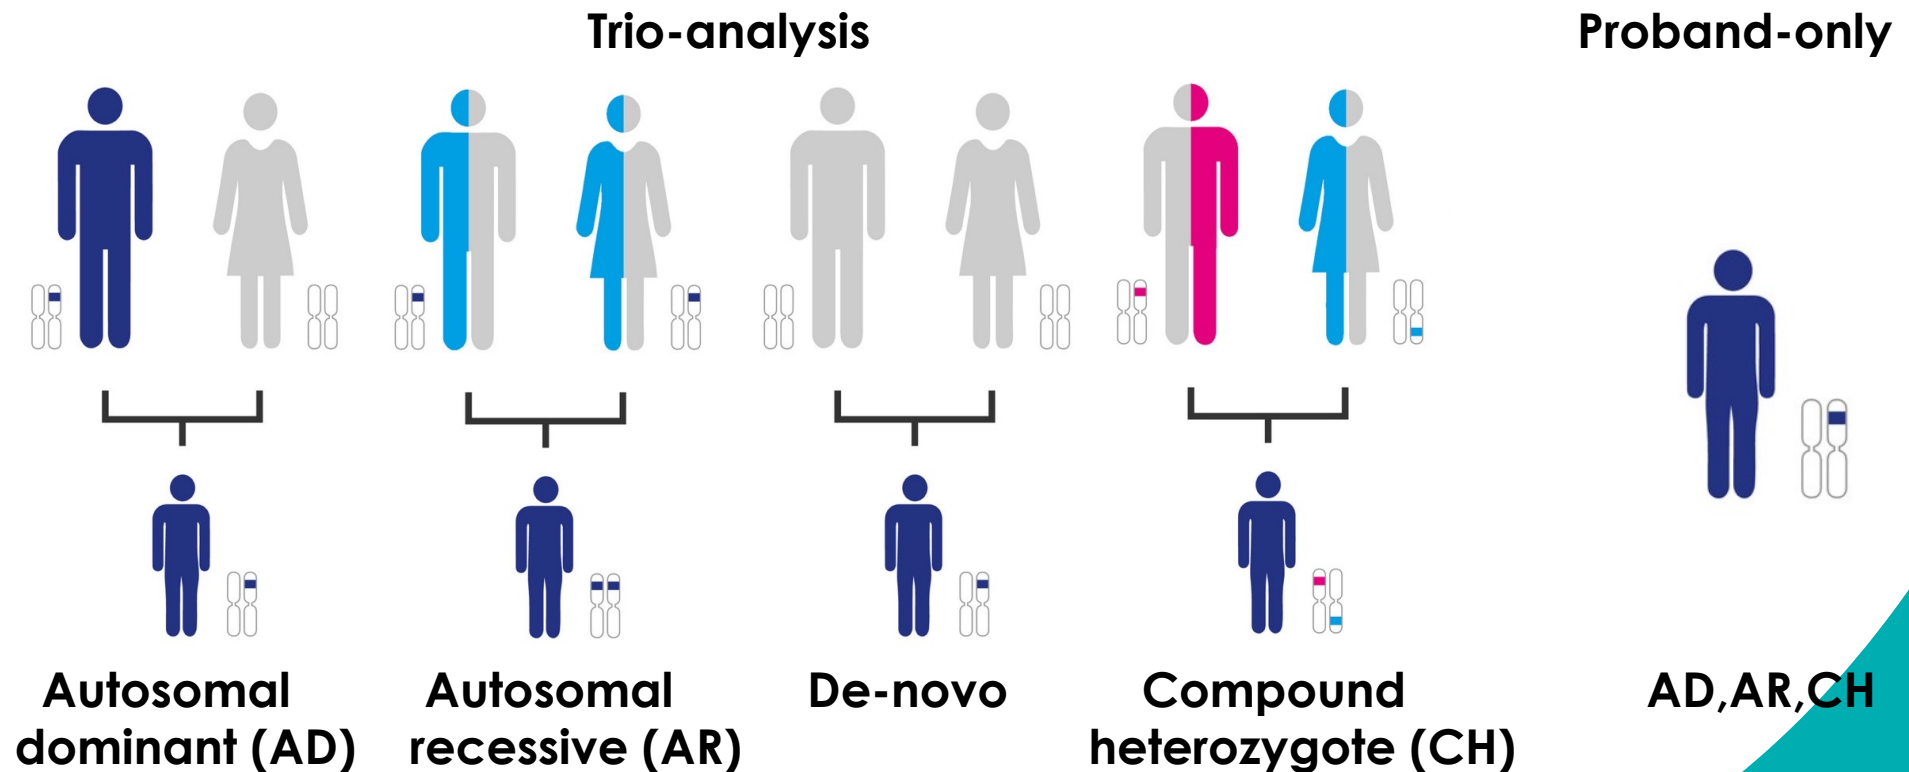 Trio-analysis
Proband-only
Autosomal
dominant (AD)
Autosomal
recessive (AR)
De-novo
Compound
heterozygote (CH)
AD,AR,CH